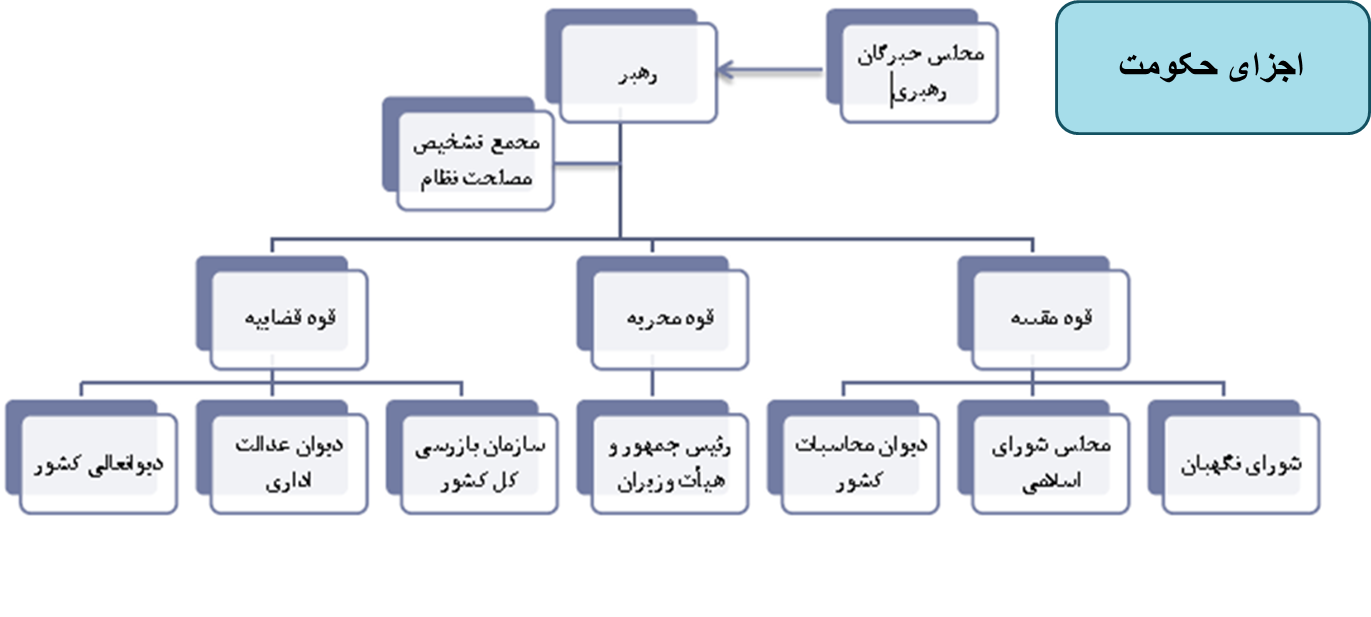 اجزای حکومت
مجلس خبرگان
رهبری
رهبر
مجمع تشخیص
مصلحت نظام
قوه مقننه
قوه مجریه
قوه قضاییه
شورای نگهبان
مجلس شورای
اسلامی
دیوان محاسبات
کشور
رئیس جمهور و
هیأت وزیران
سازمان بازرسی
کل کشور
دیوان عدالت
اداری
دیوانعالی کشور